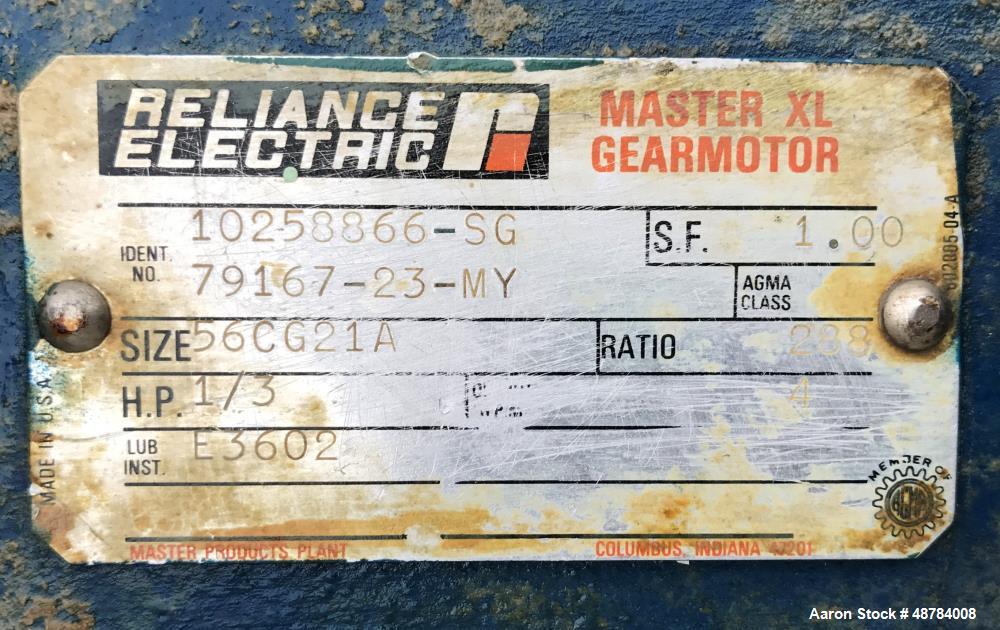 RELIANCE
ELECTRIC
MASTER XL
GEARMOTOR
IDENT. NO. 10258866-SG
79167-23-MY
S.F. 1.00
AGMA CLASS
SIZE 56CG21A
RATIO 288
H.P. 1/3
4
LUB INST. E3602
MASTER PRODUCTS PLANT
COLUMBUS, INDIANA 47201
MADE IN U.S.A.
MEMBER OF
AGMA
Aaron Stock # 48784008